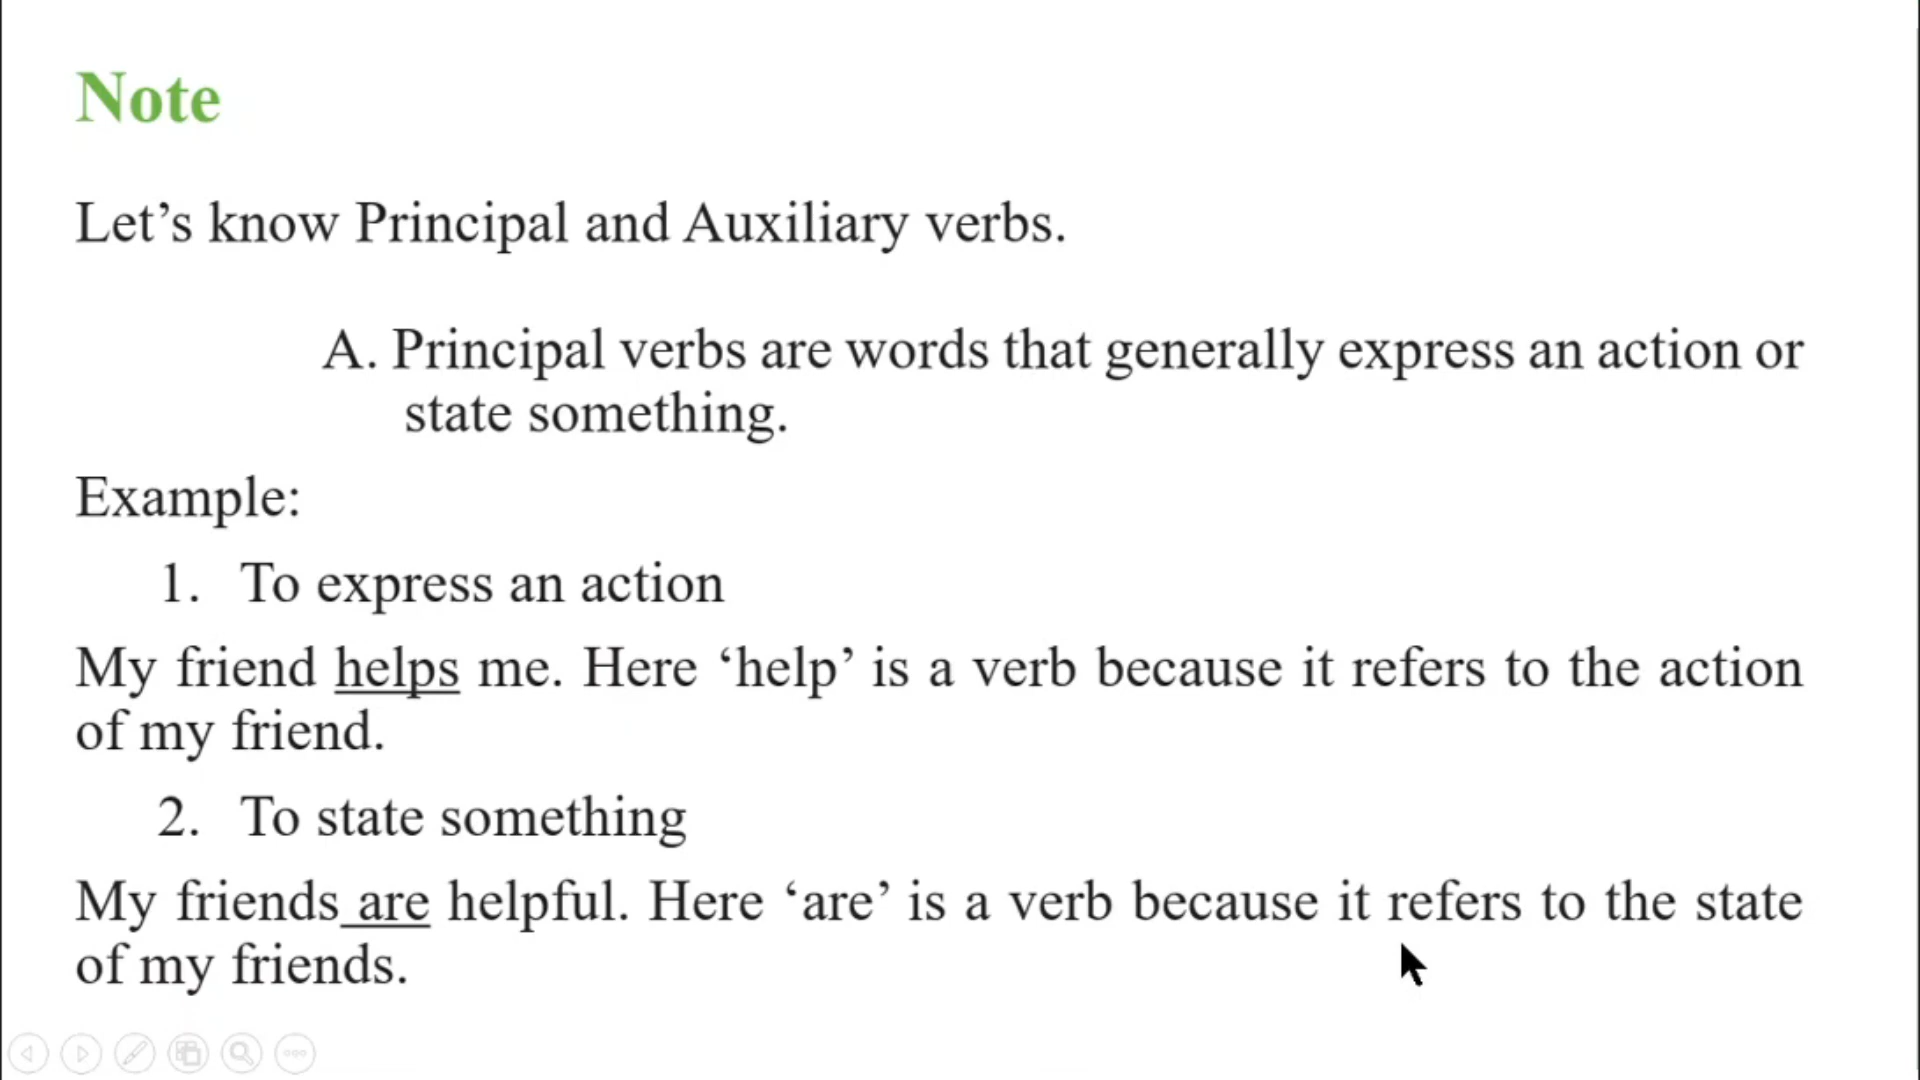 Note
Let’s know Principal and Auxiliary verbs.
A. Principal verbs are words that generally express an action or
state something.
Example:
1. To express an action
My friend helps me. Here ‘help’ is a verb because it refers to the action
of my friend.
2. To state something
My friends are helpful. Here ‘are’ is a verb because it refers to the state
of my friends.